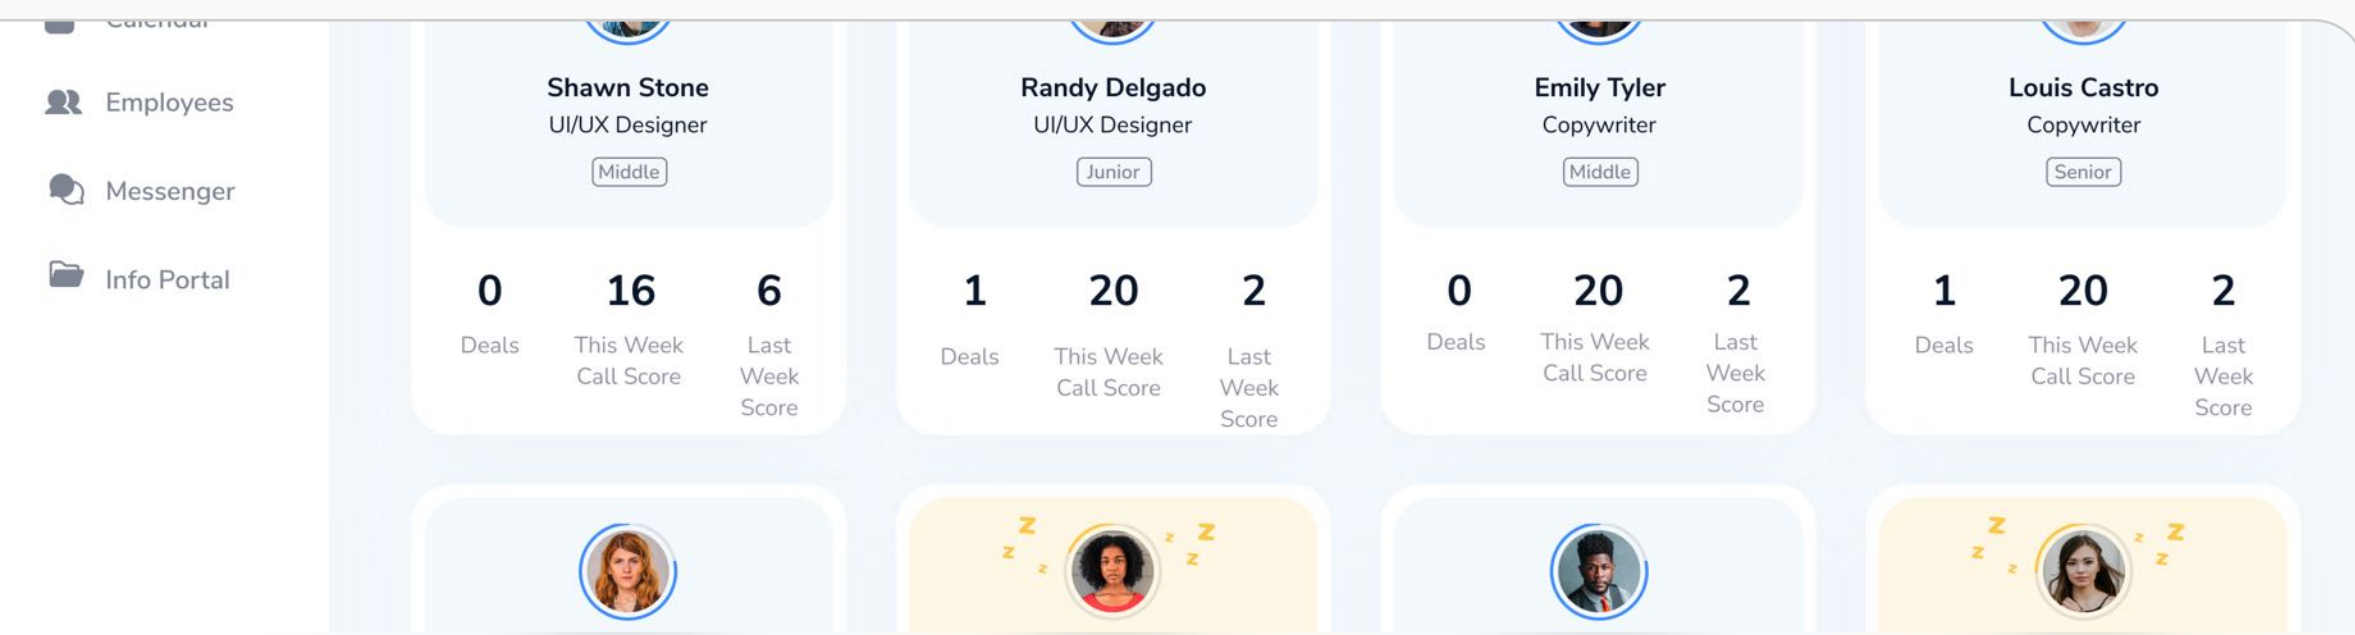 Calendar
Employees
Messenger
Info Portal
Shawn Stone
UI/UX Designer
Middle
0
Deals
16
This Week
Call Score
6
Last
Week
Score
Randy Delgado
UI/UX Designer
Junior
1
Deals
20
This Week
Call Score
2
Last
Week
Score
Emily Tyler
Copywriter
Middle
0
Deals
20
This Week
Call Score
2
Last
Week
Score
Louis Castro
Copywriter
Senior
1
Deals
20
This Week
Call Score
2
Last
Week
Score
z
z
z
z
z
z
z
z
z
z
z
z